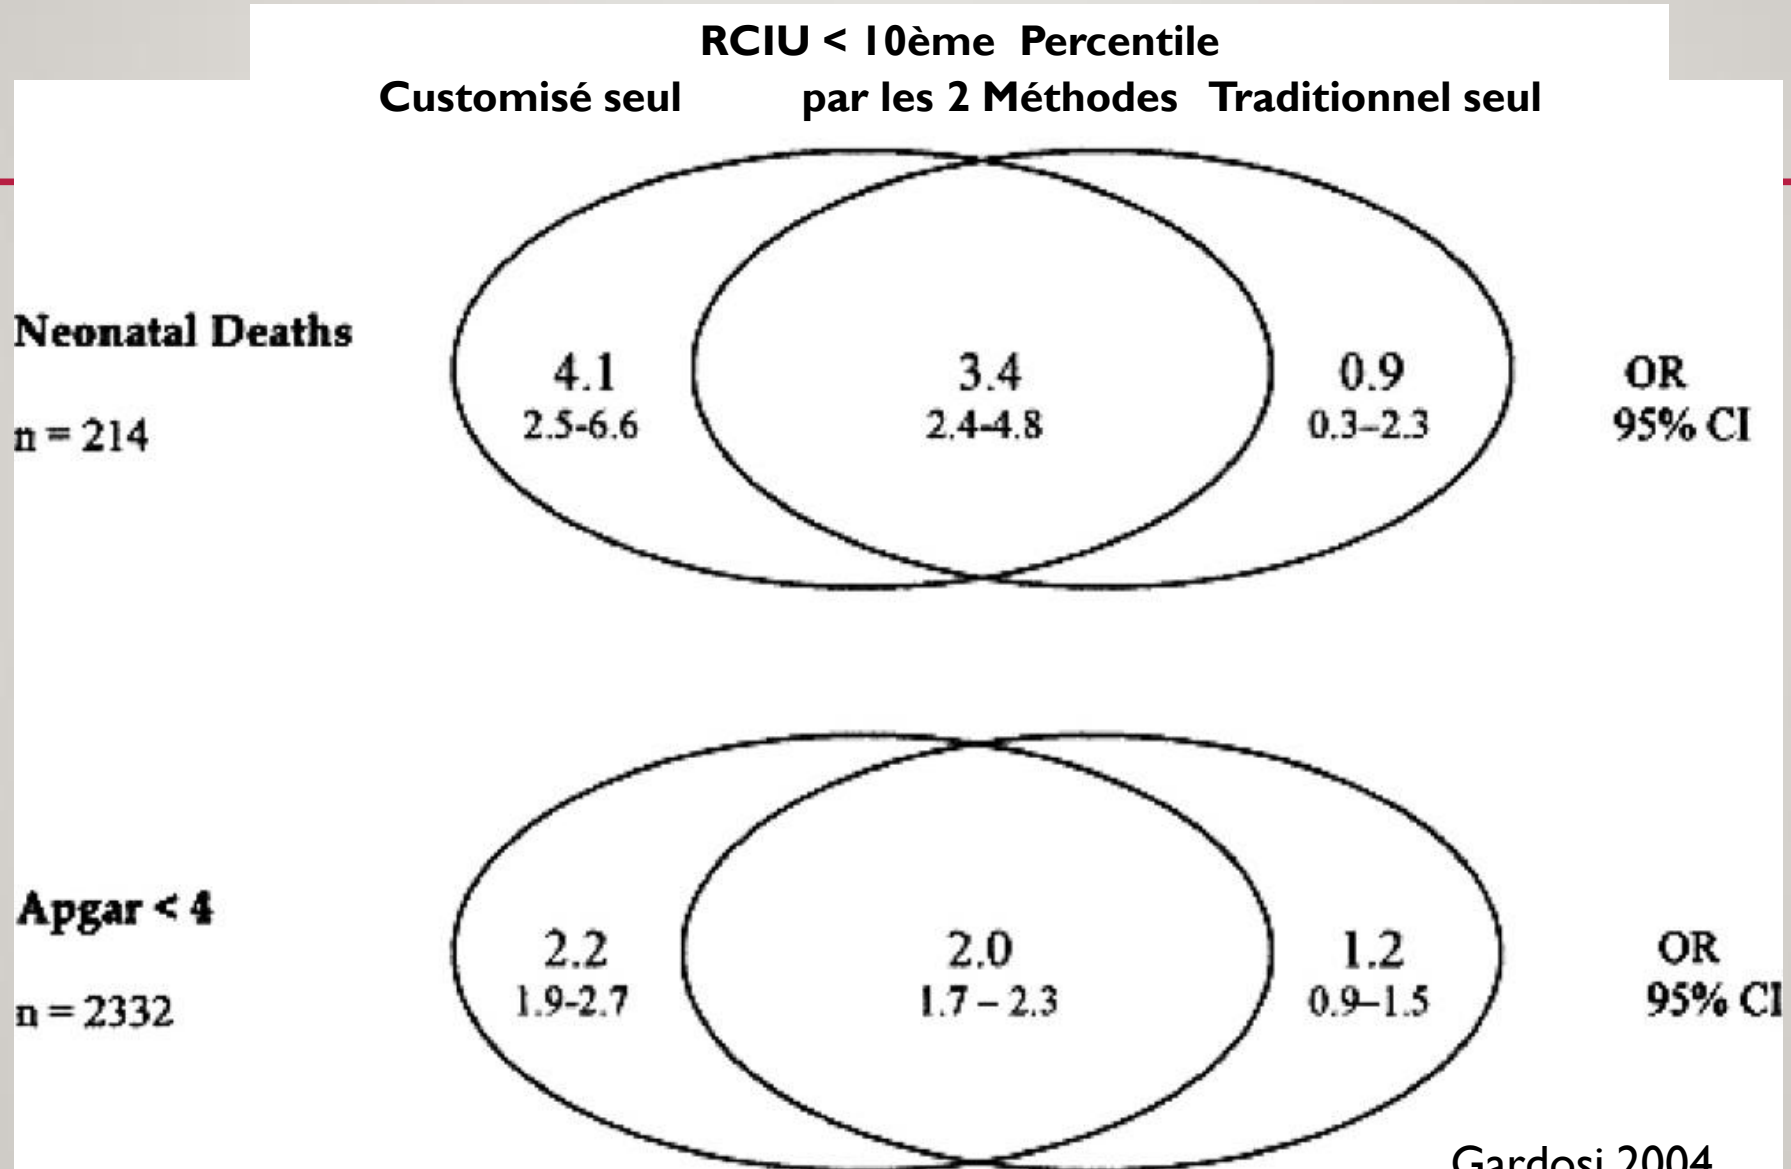 RCIU < 10ème Percentile
Customisé seul par les 2 Méthodes Traditionnel seul
Neonatal Deaths
n = 214
4.1
2.5-6.6
3.4
2.4-4.8
0.9
0.3–2.3
OR
95% CI
Apgar < 4
n = 2332
2.2
1.9-2.7
2.0
1.7 – 2.3
1.2
0.9–1.5
OR
95% CI
Gardosi 2004